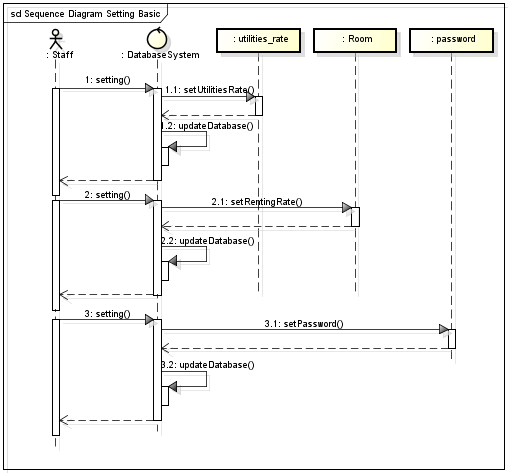 sd Sequence Diagram Setting Basic
: Staff
: DatabaseSystem
: utilities_rate
: Room
: password
1: setting()
1.1: setUtilitiesRate()
1.2: updateDatabase()
2: setting()
2.1: setRentingRate()
2.2: updateDatabase()
3: setting()
3.1: setPassword()
3.2: updateDatabase()